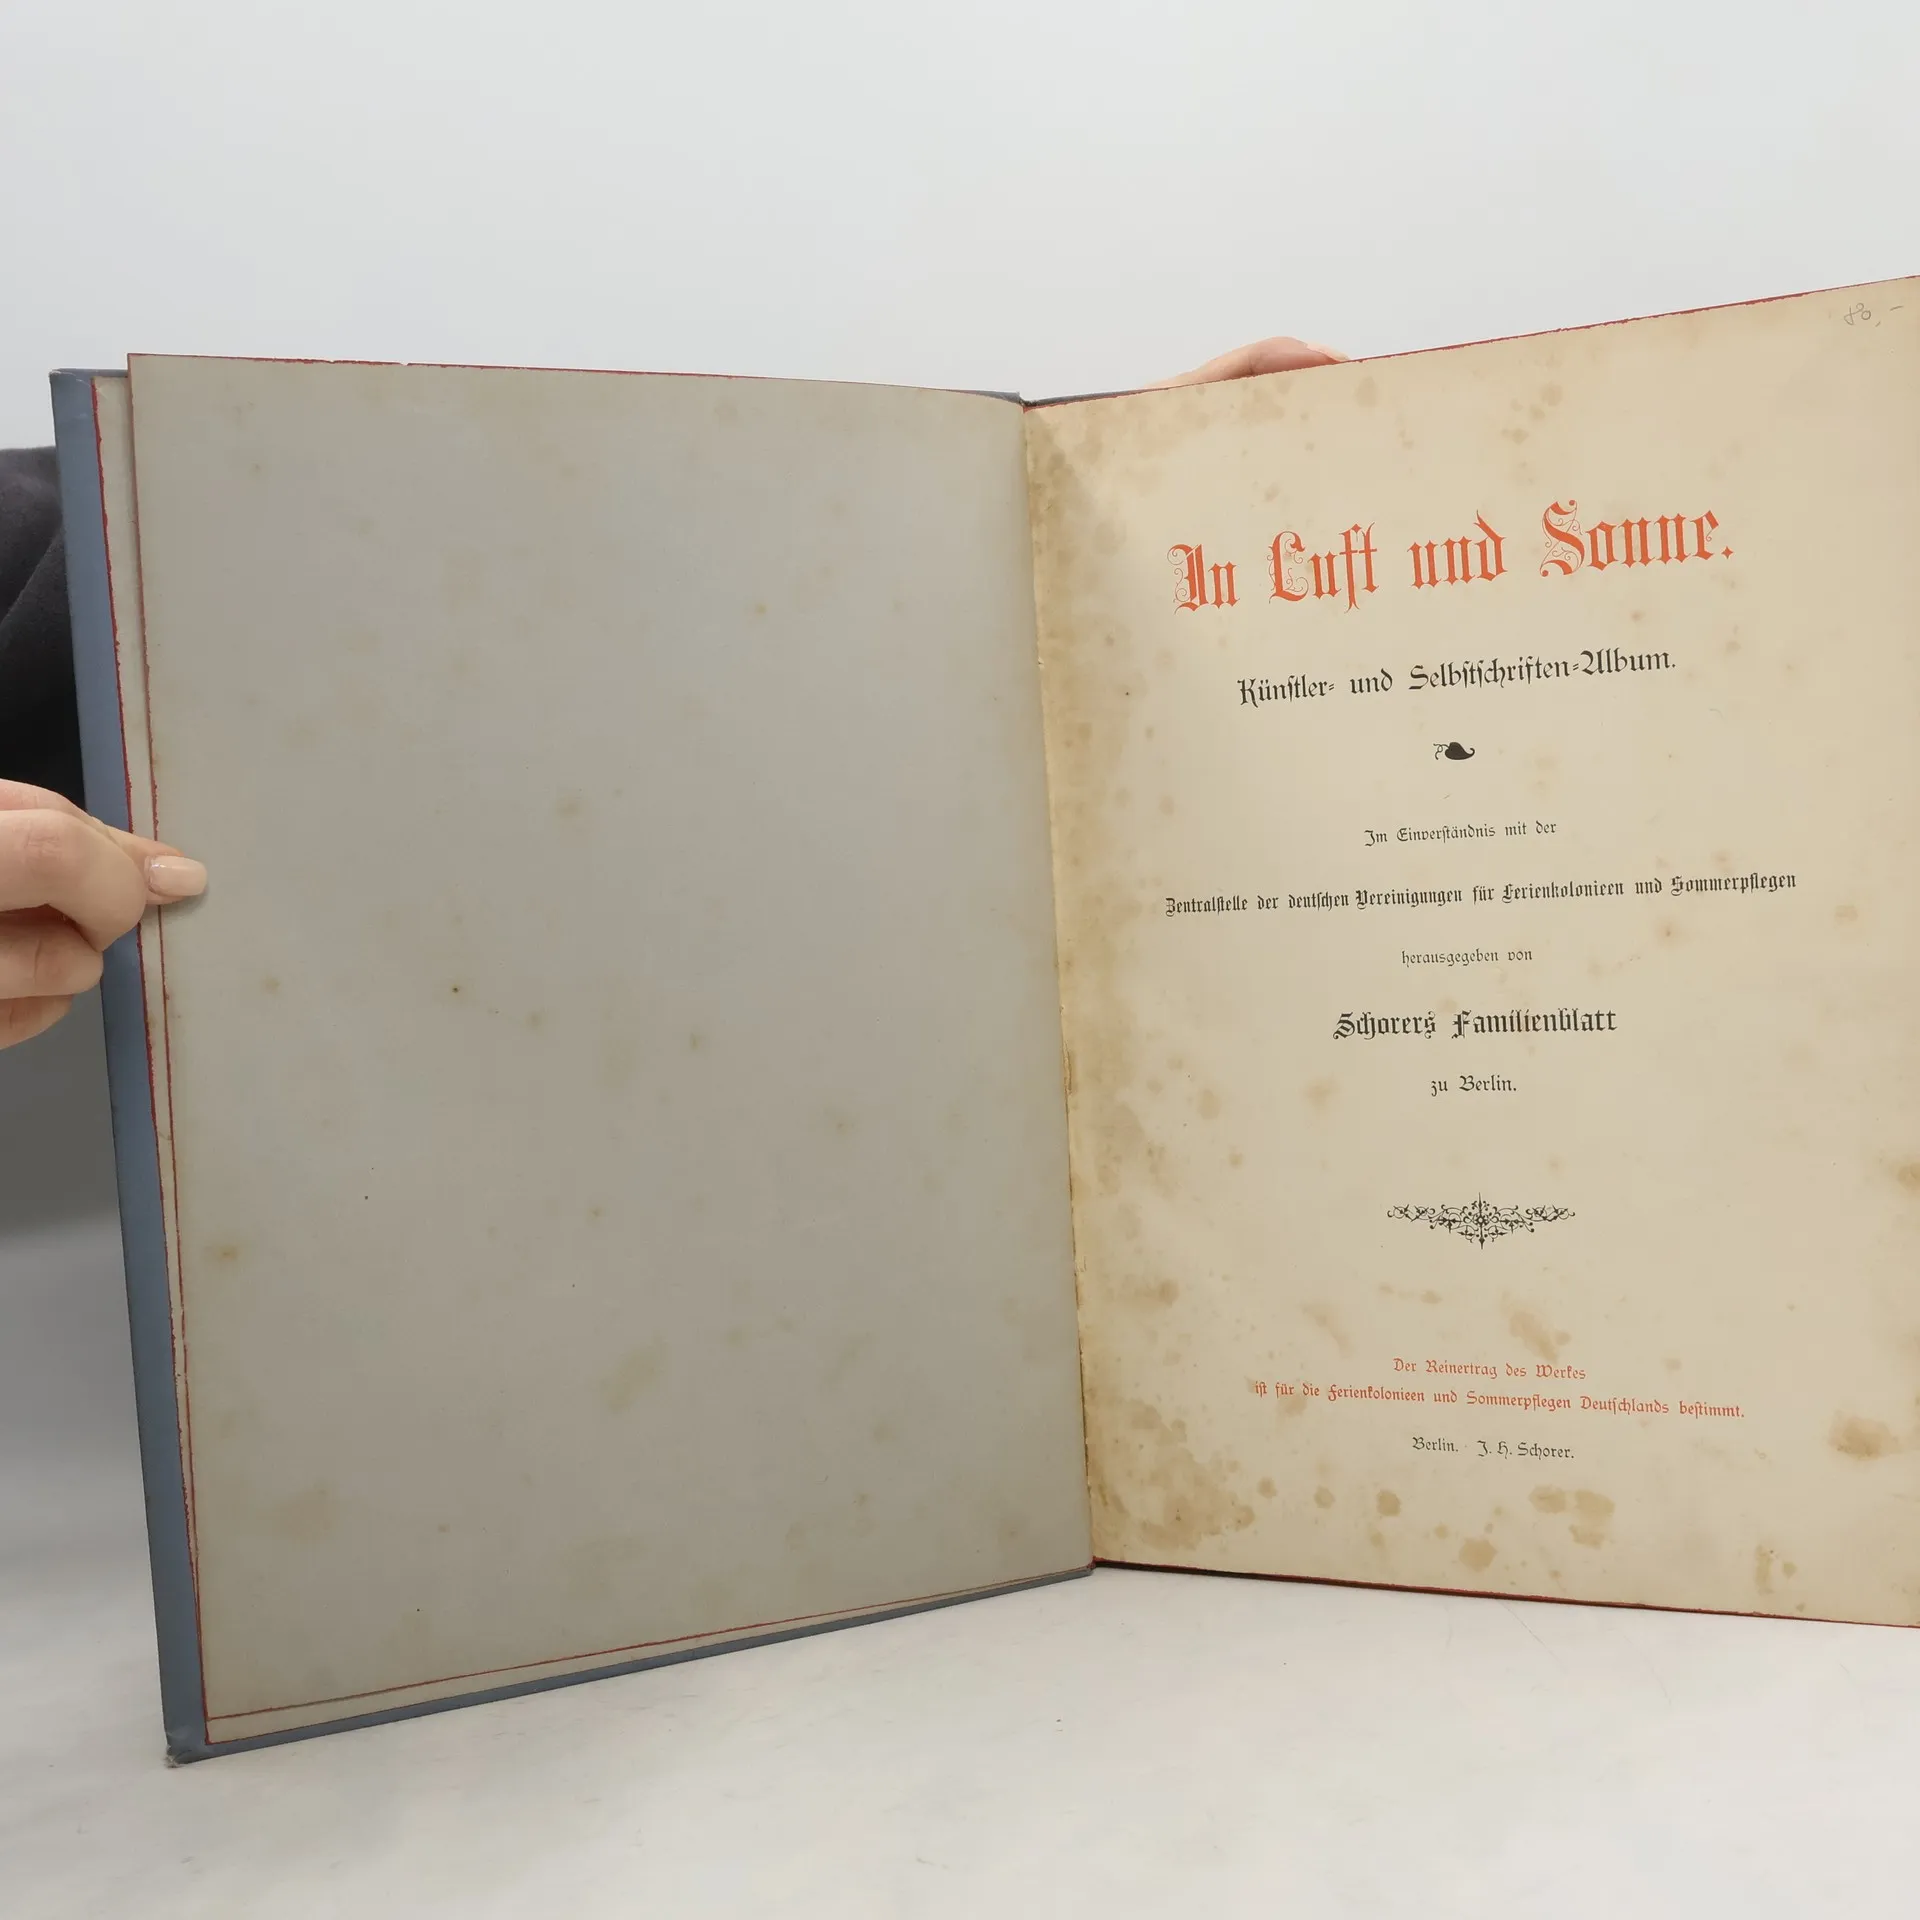 80,-
In Luft und Sonne.
Künstler- und Selbstschriften-Album.
Im Einverständnis mit der
Zentralstelle der deutschen Vereinigungen für Ferienkolonieen und Sommerpflegen
herausgegeben von
Schorers Familienblatt
zu Berlin.
Der Reinertrag des Werkes
ist für die Ferienkolonieen und Sommerpflegen Deutschlands bestimmt.
Berlin. J. H. Schorer.